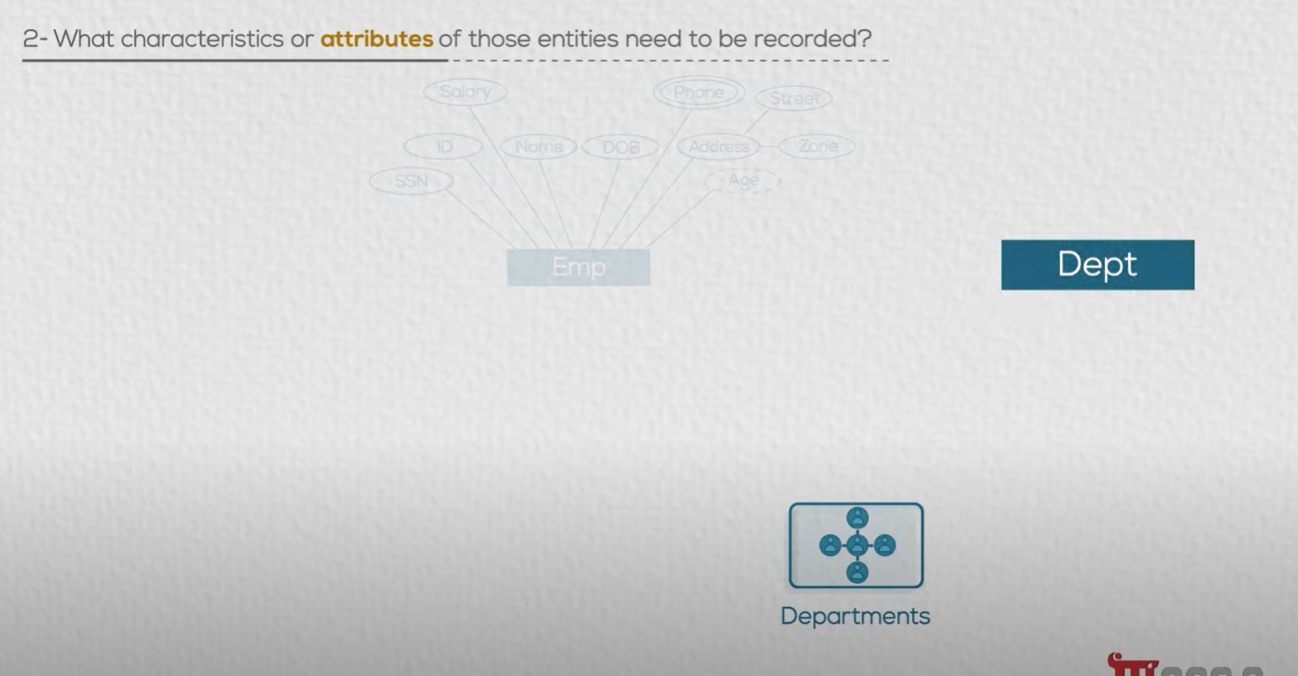 2- What characteristics or attributes of those entities need to be recorded?
Salary
Phone
Street
ID
Name
DOB
Address
Zone
SSN
Age
Emp
Dept
Departments